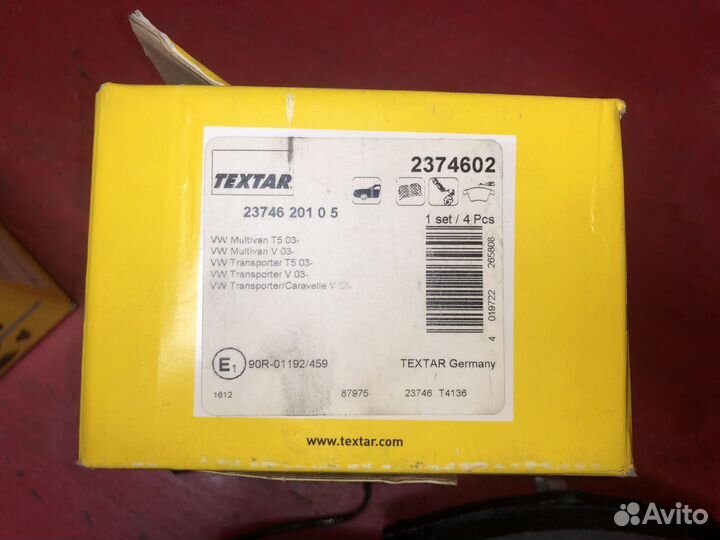 TEXTAR
2374602
23746 201 0 5
1 set / 4 Pcs
VW Multivan T5 03-
VW Multivan V 03-
VW Transporter T5 03-
VW Transporter V 03-
VW Transporter/Caravelle V 03-
4 019722 265808
E1 90R-01192/459
TEXTAR Germany
1612 87975 23746 T4136
www.textar.com
Avito